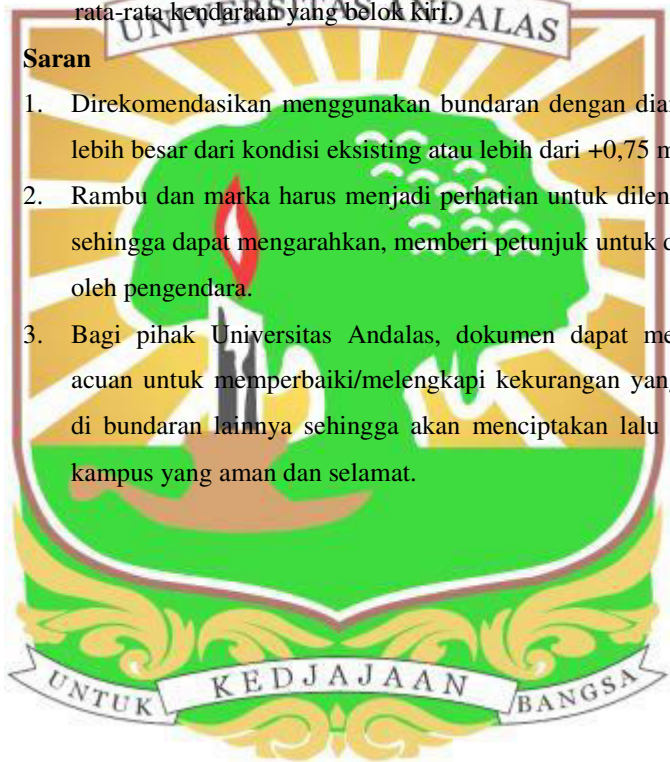 rata-rata kendaraan yang belok kiri.
UNIVERSITAS ANDALAS
Saran
1. Direkomendasikan menggunakan bundaran dengan
lebih besar dari kondisi eksisting atau lebih dari +0,75
2. Rambu dan marka harus menjadi perhatian untuk
sehingga dapat mengarahkan, memberi petunjuk untuk
oleh pengendara.
3. Bagi pihak Universitas Andalas, dokumen dapat
acuan untuk memperbaiki/melengkapi kekurangan yang
di bundaran lainnya sehingga akan menciptakan lalu
kampus yang aman dan selamat.
UNTUK KEDJAJAAN BANGSA